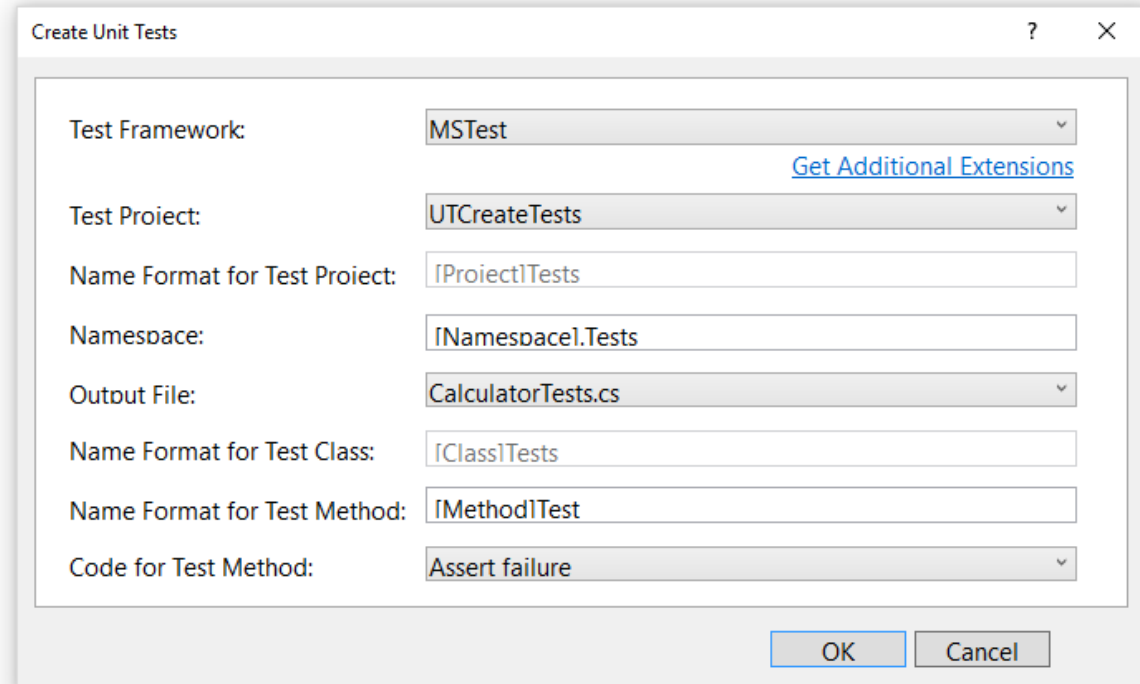 Create Unit Tests
?
Test Framework: MSTest
Get Additional Extensions
Test Project: UTCreateTests
Name Format for Test Project: [Project]Tests
Namespace: [Namespace].Tests
Output File: CalculatorTests.cs
Name Format for Test Class: [Class]Tests
Name Format for Test Method: [Method]Test
Code for Test Method: Assert failure
OK Cancel